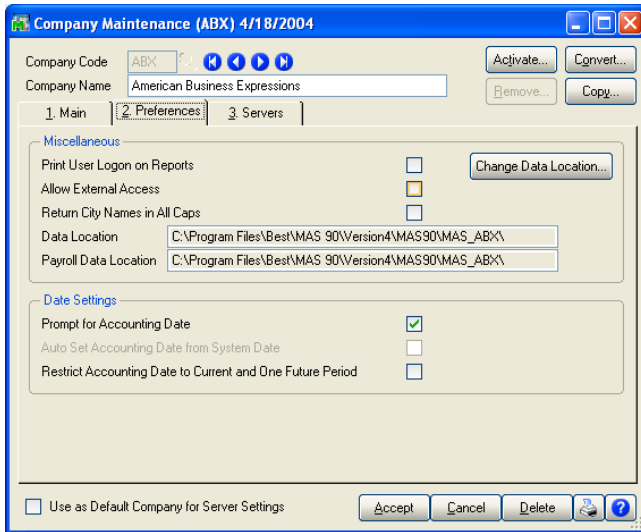 Company Maintenance (ABX) 4/18/2004
Company Code ABX Activate... Convert...
Company Name American Business Expressions Remove... Copy...
1. Main 2. Preferences 3. Servers
Miscellaneous
Print User Logon on Reports Change Data Location...
Allow External Access
Return City Names in All Caps
Data Location C:\Program Files\Best\MAS 90\Version4\MAS90\MAS_ABX\
Payroll Data Location C:\Program Files\Best\MAS 90\Version4\MAS90\MAS_ABX\
Date Settings
Prompt for Accounting Date
Auto Set Accounting Date from System Date
Restrict Accounting Date to Current and One Future Period
Use as Default Company for Server Settings Accept Cancel Delete ?